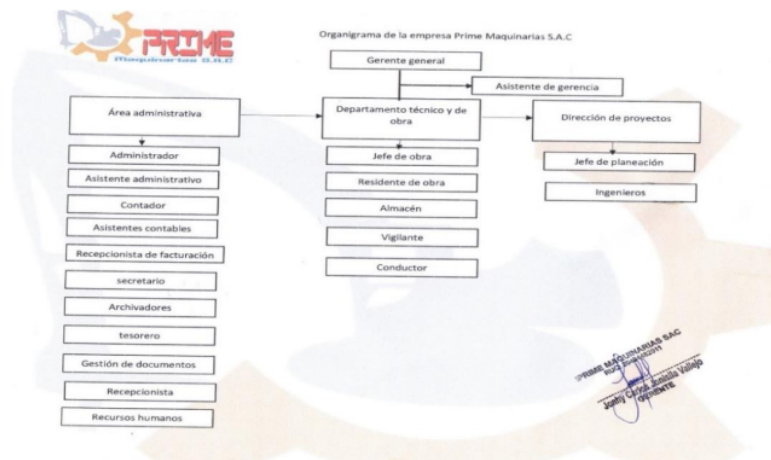 PRIME
Maquinarias S.A.C
Organigrama de la empresa Prime Maquinarias S.A.C
Gerente general
Asistente de gerencia
Área administrativa
Departamento técnico y de
obra
Dirección de proyectos
Administrador
Asistente administrativo
Contador
Asistentes contables
Recepcionista de facturación
secretario
Archivadores
tesorero
Gestión de documentos
Recepcionista
Recursos humanos
Jefe de obra
Residente de obra
Almacén
Vigilante
Conductor
Jefe de planeación
Ingenieros
PRIME MAQUINARIAS SAC
RUC
Carlos Vallejo
GERENTE